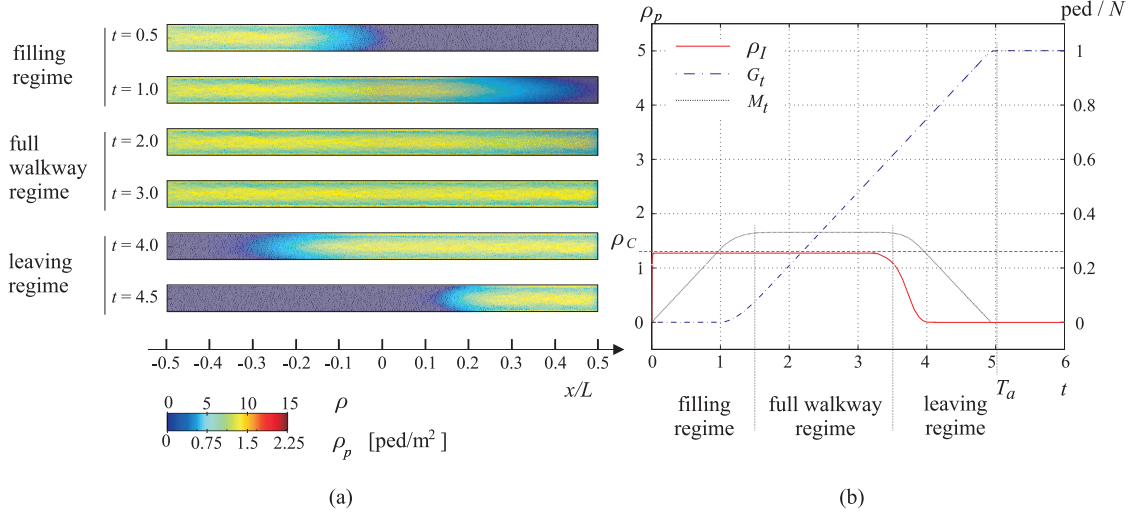 filling
regime
t = 0.5
t = 1.0
full
walkway
regime
t = 2.0
t = 3.0
leaving
regime
t = 4.0
t = 4.5
-0.5 -0.4 -0.3 -0.2 -0.1 0 0.1 0.2 0.3 0.4 0.5
x/L
0 5 10 15 ρ
0 0.75 1.5 2.25 ρp [ped/m²]
(a)
ρp ped / N
5 1
4 0.8
3 0.6
2 0.4
ρC
1 0.2
0 0
ρI
Gt
Mt
0 1 2 3 4 5 6
Ta t
filling
regime
full walkway
regime
leaving
regime
(b)